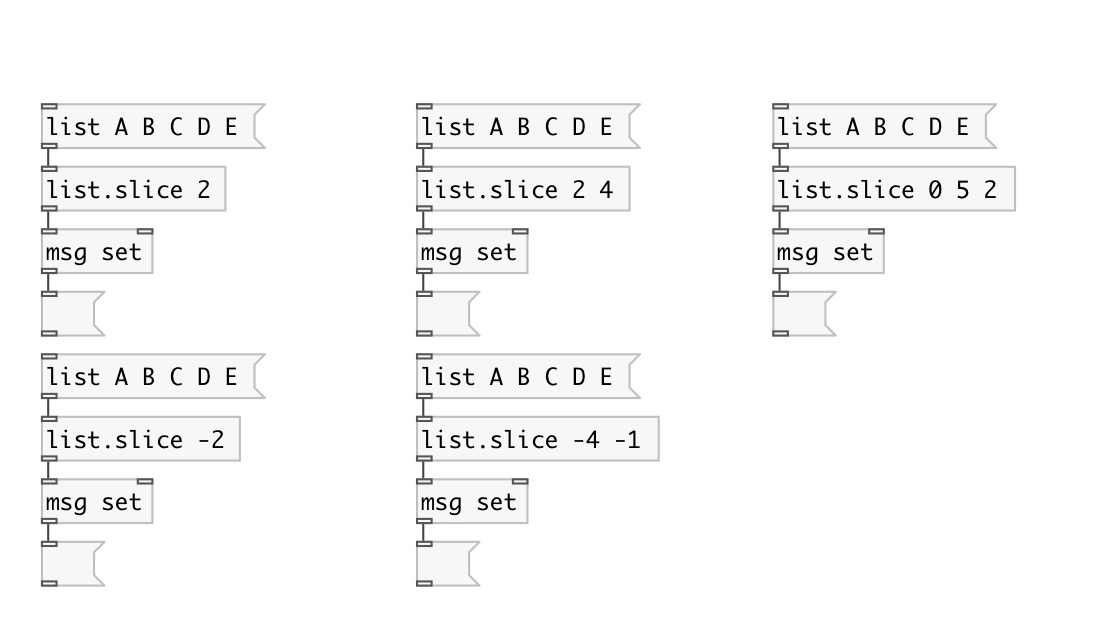 list A B C D E
list.slice 2
msg set
list A B C D E
list.slice -2
msg set
list A B C D E
list.slice 2 4
msg set
list A B C D E
list.slice -4 -1
msg set
list A B C D E
list.slice 0 5 2
msg set